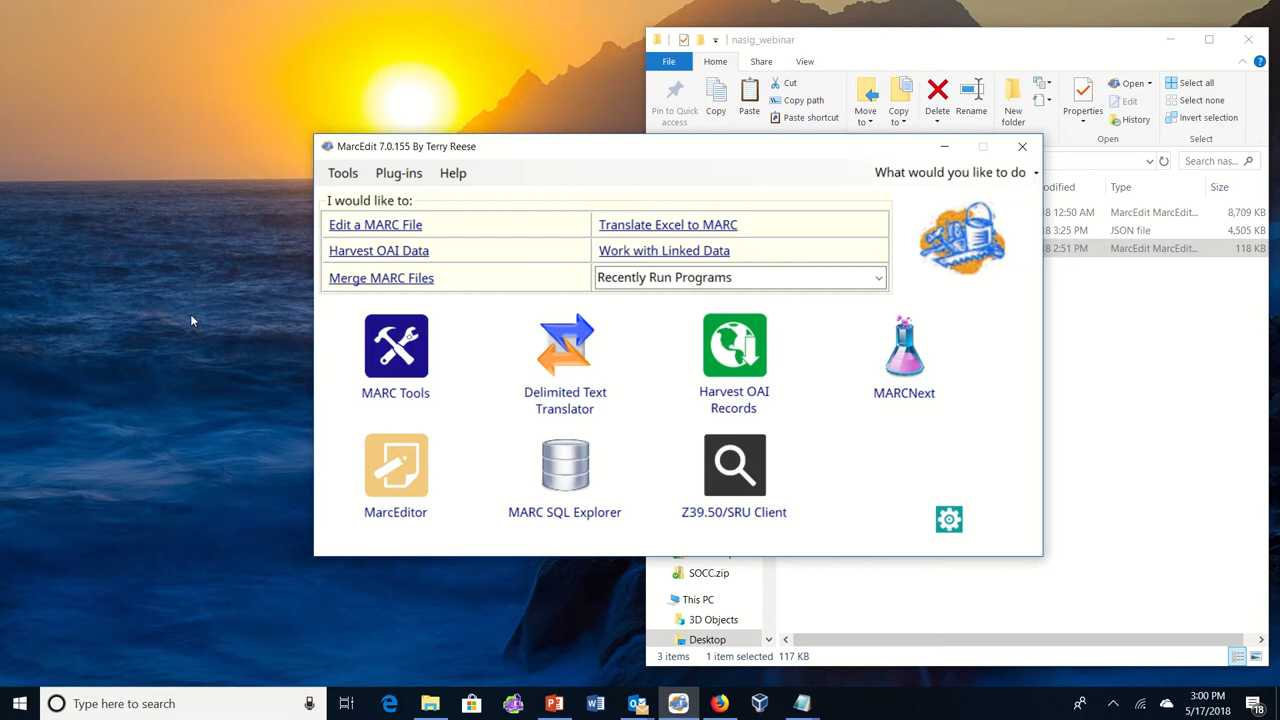 nasig_webinar
File Home Share View
Pin to Quick access
Copy
Paste
Cut
Copy path
Paste shortcut
Move to
Copy to
Delete
Rename
New folder
Properties
Open
Edit
History
Open
Select all
Select none
Invert selection
Select
Search nas...
odified Type Size
8 12:50 AM MarcEdit MarcEdit... 8,709 KB
8 3:25 PM JSON file 4,505 KB
8 2:51 PM MarcEdit MarcEdit... 118 KB
MarcEdit 7.0.155 By Terry Reese
Tools Plug-ins Help What would you like to do
I would like to:
Edit a MARC File Translate Excel to MARC
Harvest OAI Data Work with Linked Data
Merge MARC Files Recently Run Programs
MARC Tools
Delimited Text Translator
Harvest OAI Records
MARCNext
MarcEditor
MARC SQL Explorer
Z39.50/SRU Client
SOCC.zip
This PC
3D Objects
Desktop
3 items 1 item selected 117 KB
Type here to search
3:00 PM
5/17/2018
18